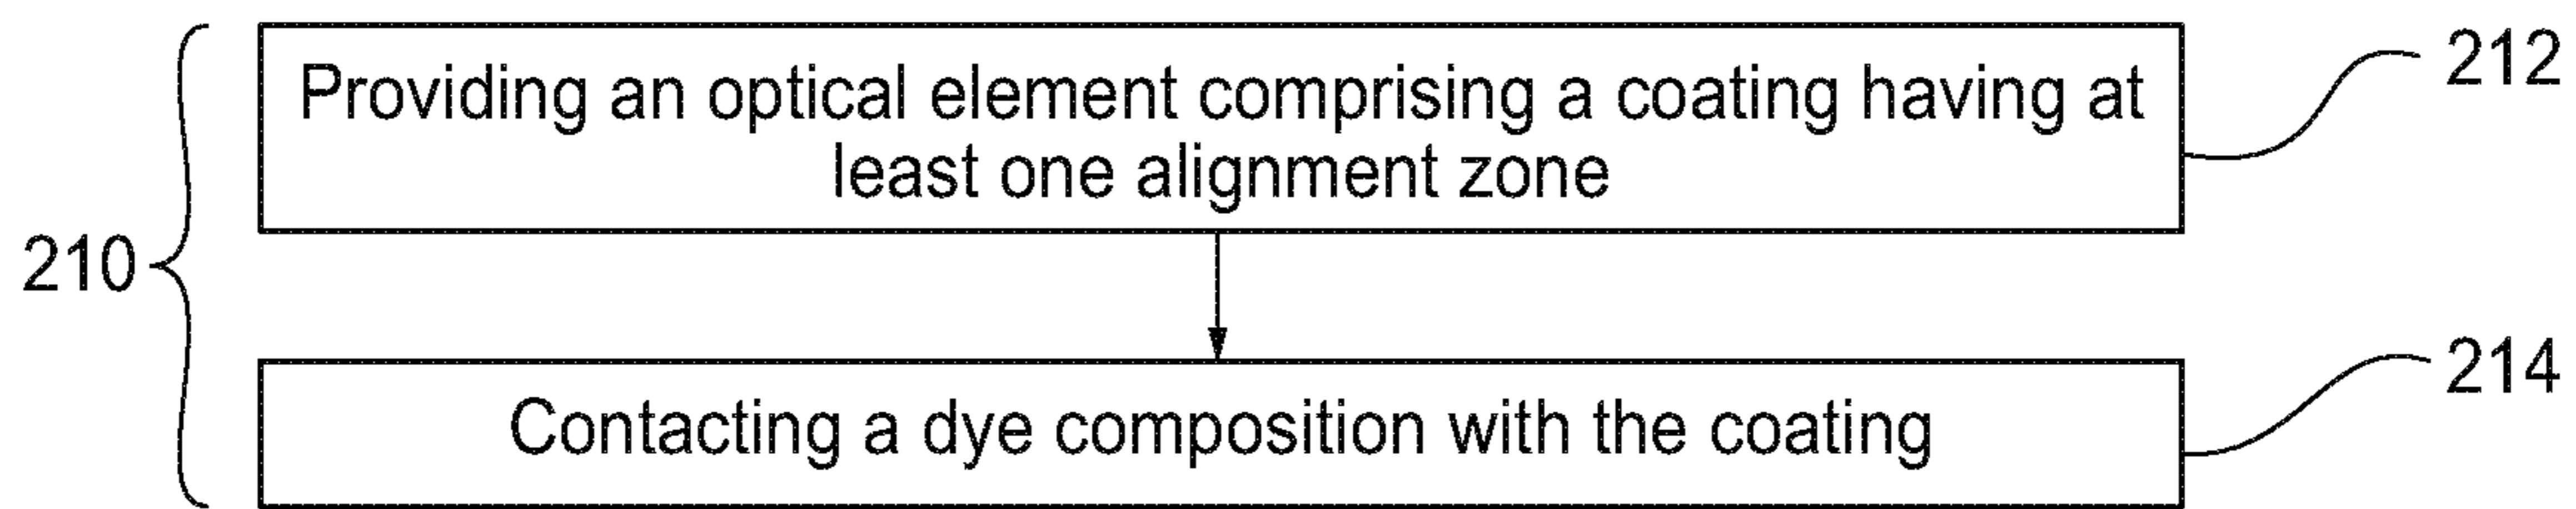 Providing an optical element comprising a coating having at
least one alignment zone
212
210
Contacting a dye composition with the coating
214